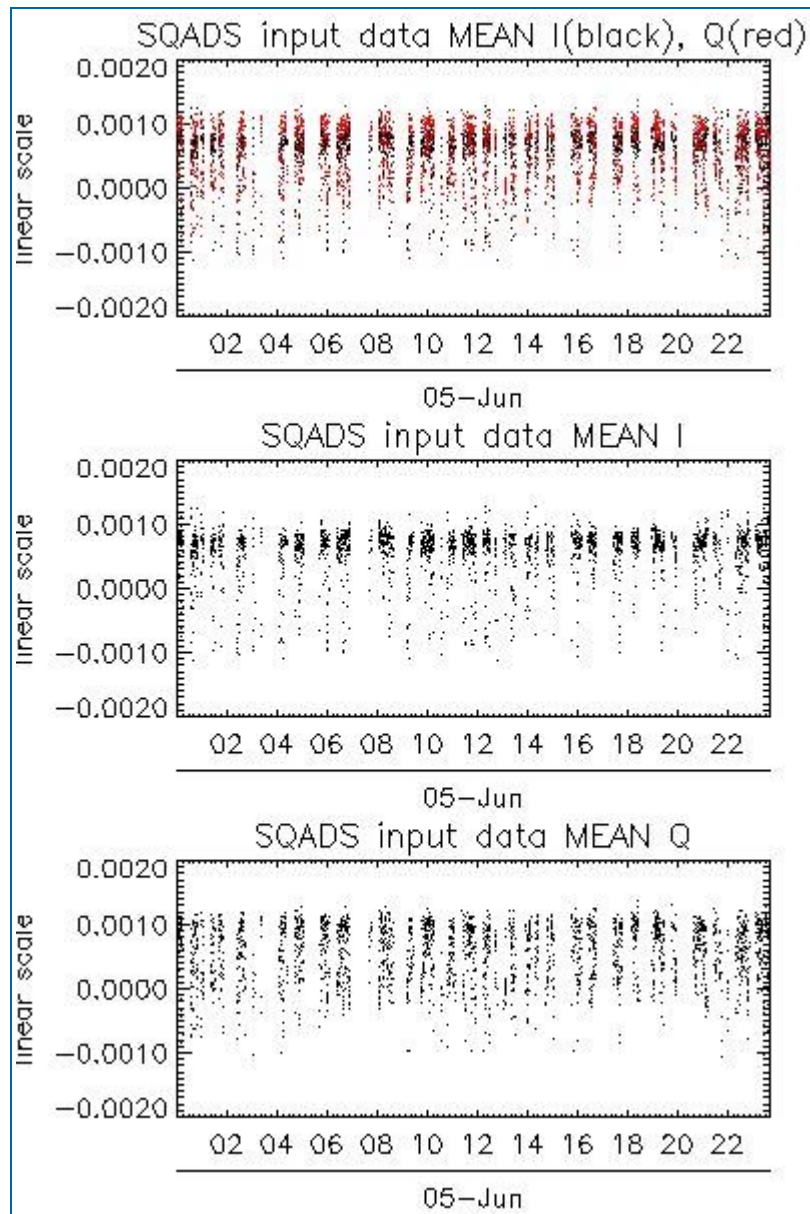 SQADS input data MEAN I(black), Q(red)
linear scale
0.0020
0.0010
0.0000
−0.0010
−0.0020
02 04 06 08 10 12 14 16 18 20 22
05−Jun
SQADS input data MEAN I
linear scale
0.0020
0.0010
0.0000
−0.0010
−0.0020
02 04 06 08 10 12 14 16 18 20 22
05−Jun
SQADS input data MEAN Q
linear scale
0.0020
0.0010
0.0000
−0.0010
−0.0020
02 04 06 08 10 12 14 16 18 20 22
05−Jun